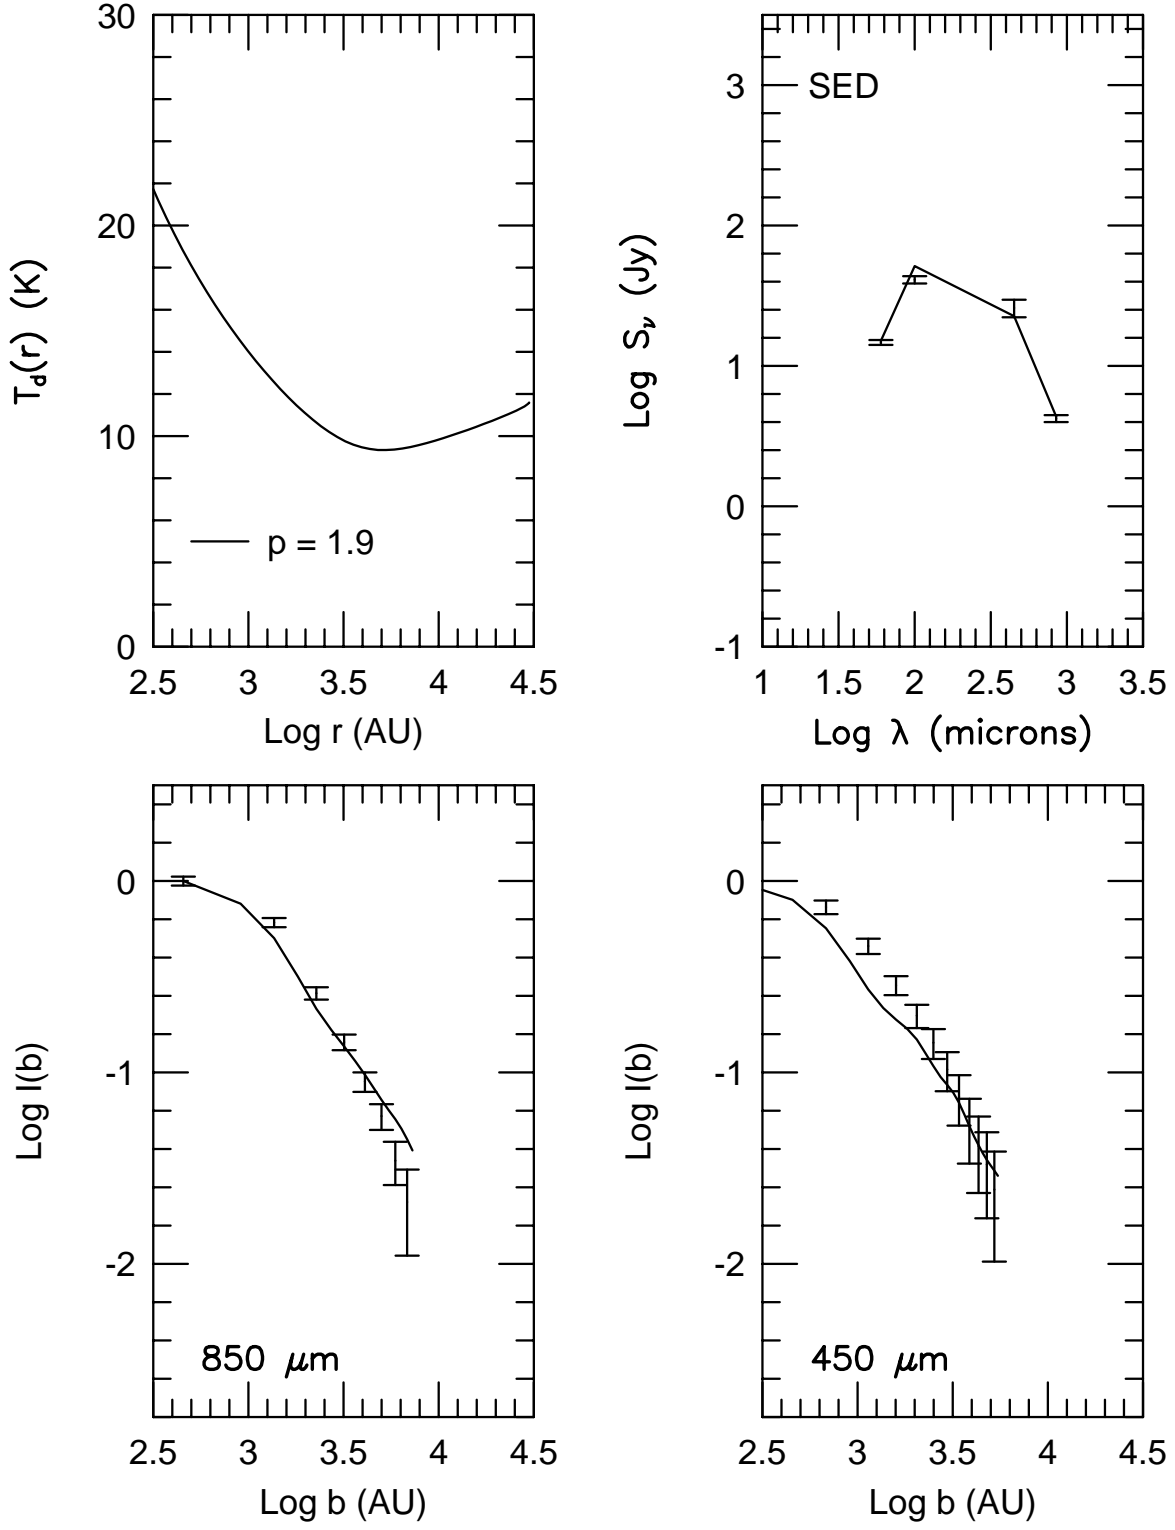 30
20
10
0
T_d(r) (K)
p = 1.9
2.5 3 3.5 4 4.5
Log r (AU)
3
2
1
0
-1
Log S_ν (Jy)
SED
1 1.5 2 2.5 3 3.5
Log λ (microns)
0
-1
-2
Log I(b)
850 μm
2.5 3 3.5 4 4.5
Log b (AU)
0
-1
-2
Log I(b)
450 μm
2.5 3 3.5 4 4.5
Log b (AU)